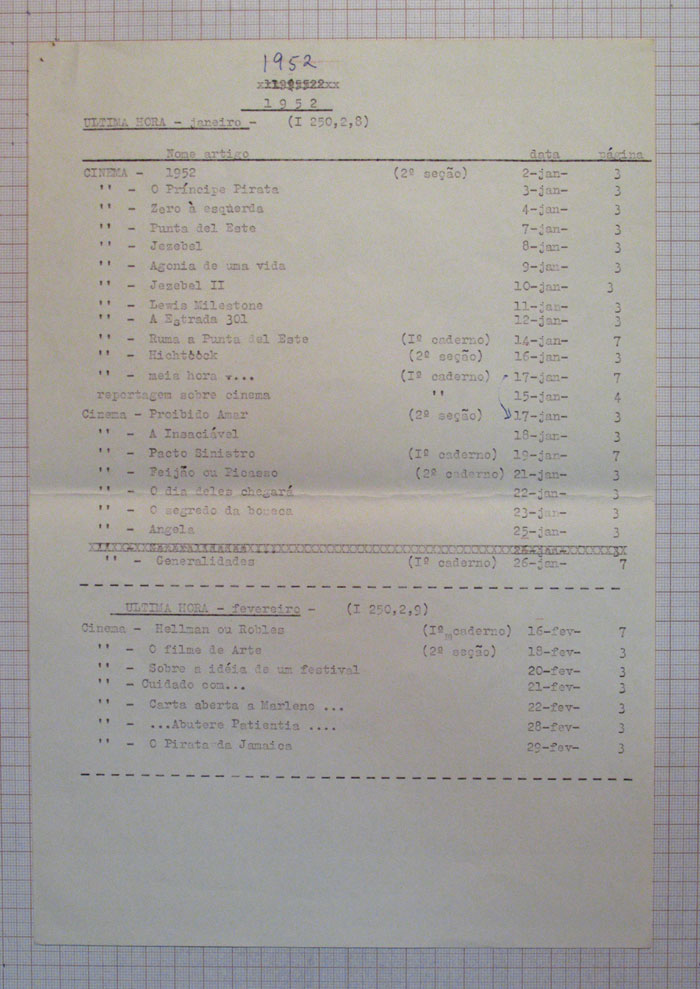 1952
1952
ULTIMA HORA - janeiro - (I 250,2,8)
Nome artigo data página
CINEMA - 1952 (2º seção) 2-jan- 3
" - O Príncipe Pirata 3-jan- 3
" - Zero à esquerda 4-jan- 3
" - Punta del Este 7-jan- 3
" - Jezebel 8-jan- 3
" - Agonia de uma vida 9-jan- 3
" - Jezebel II 10-jan- 3
" - Lewis Milestone 11-jan- 3
" - A Estrada 301 12-jan- 3
" - Ruma a Punta del Este (Iº caderno) 14-jan- 7
" - Hichtbóck (2º seção) 16-jan- 3
" - meia hora v... (Iº caderno) 17-jan- 7
reportagem sobre cinema " 15-jan- 4
Cinema - Proibido Amar (2º seção) 17-jan- 3
" - A Insaciável 18-jan- 3
" - Pacto Sinistro (Iº caderno) 19-jan- 7
" - Feijão ou Picasso (2º caderno) 21-jan- 3
" - O dia deles chegará 22-jan- 3
" - O segredo da boneca 23-jan- 3
" - Angela 25-jan- 3
" - Generalidades (Iº caderno) 26-jan- 7
ULTIMA HORA - fevereiro - (I 250,2,9)
Cinema - Hellman ou Robles (Iº caderno) 16-fev- 7
" - O filme de Arte (2º seção) 18-fev- 3
" - Sobre a idéia de um festival 20-fev- 3
" - Cuidado com... 21-fev- 3
" - Carta aberta a Marlene ... 22-fev- 3
" - ...Abutere Patientia .... 28-fev- 3
" - O Pirata da Jamaica 29-fev- 3